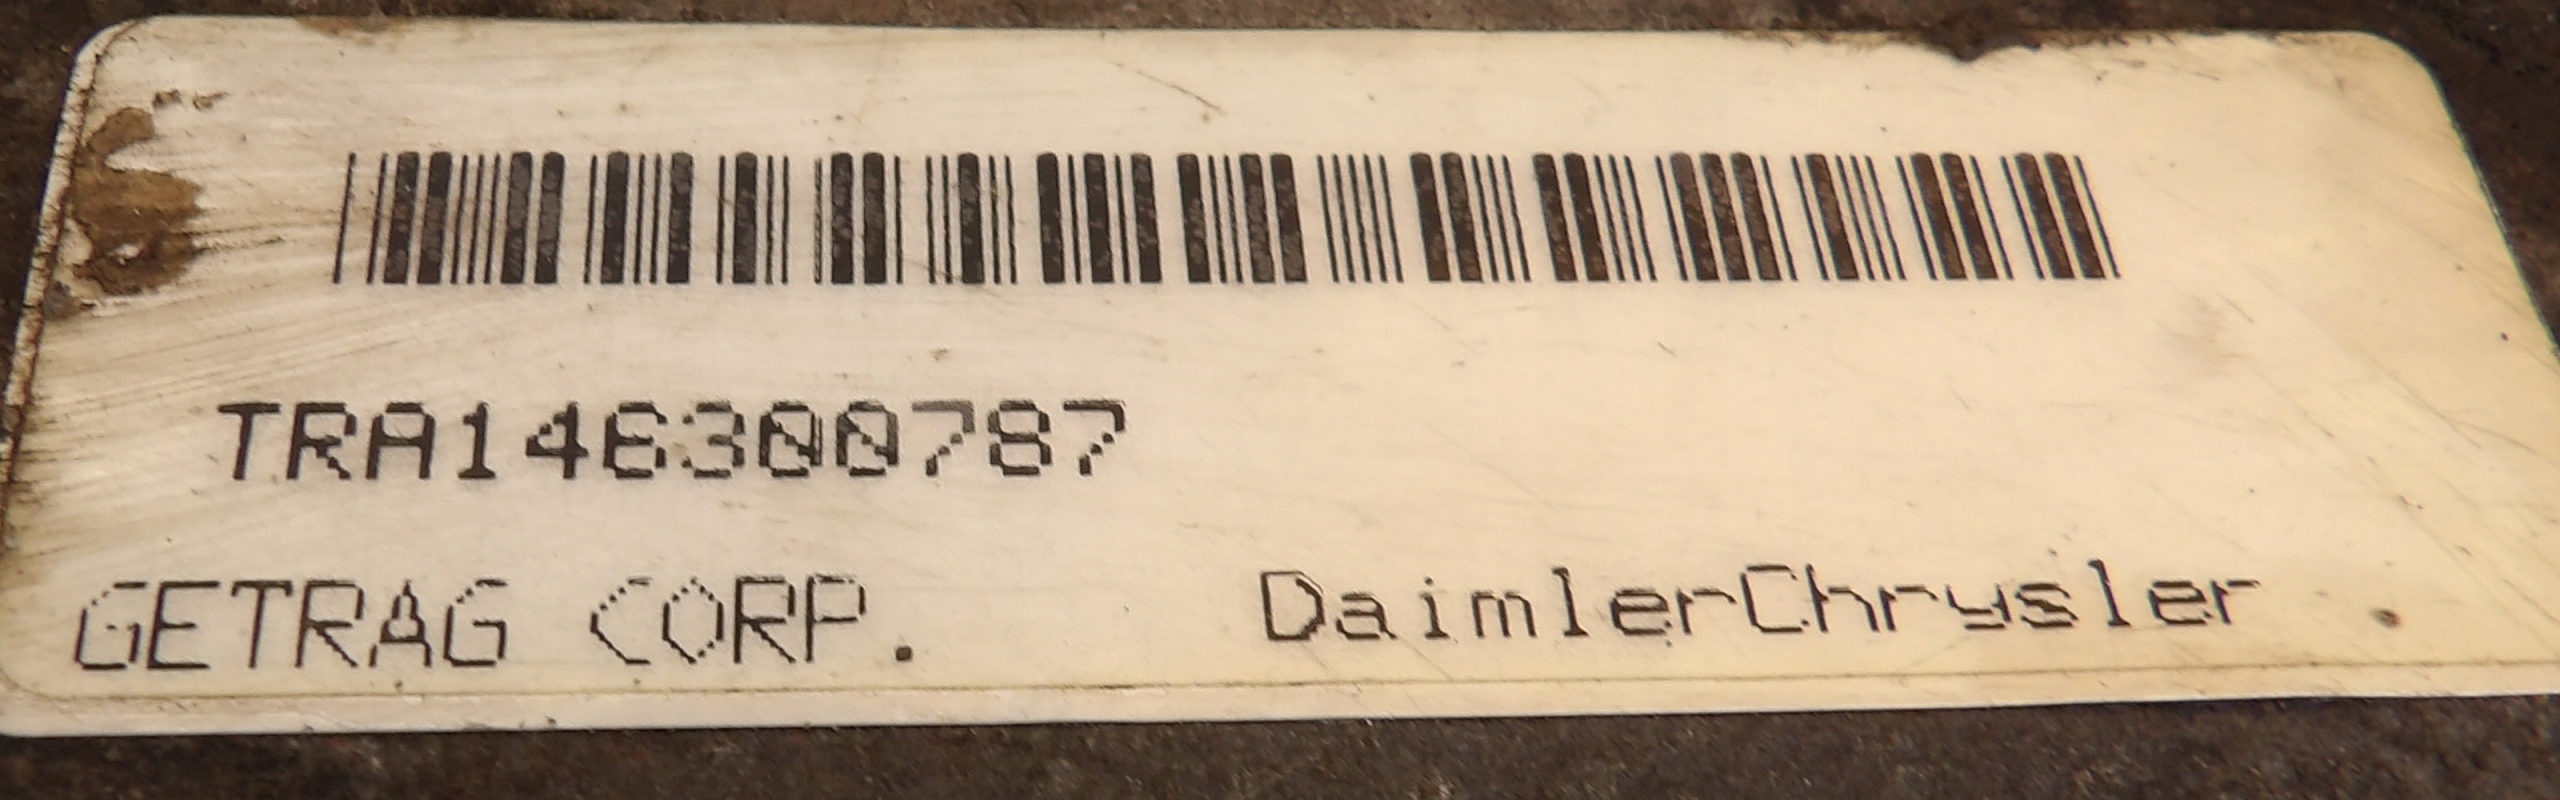 TRA146300787
GETRAG CORP. DaimlerChrysler